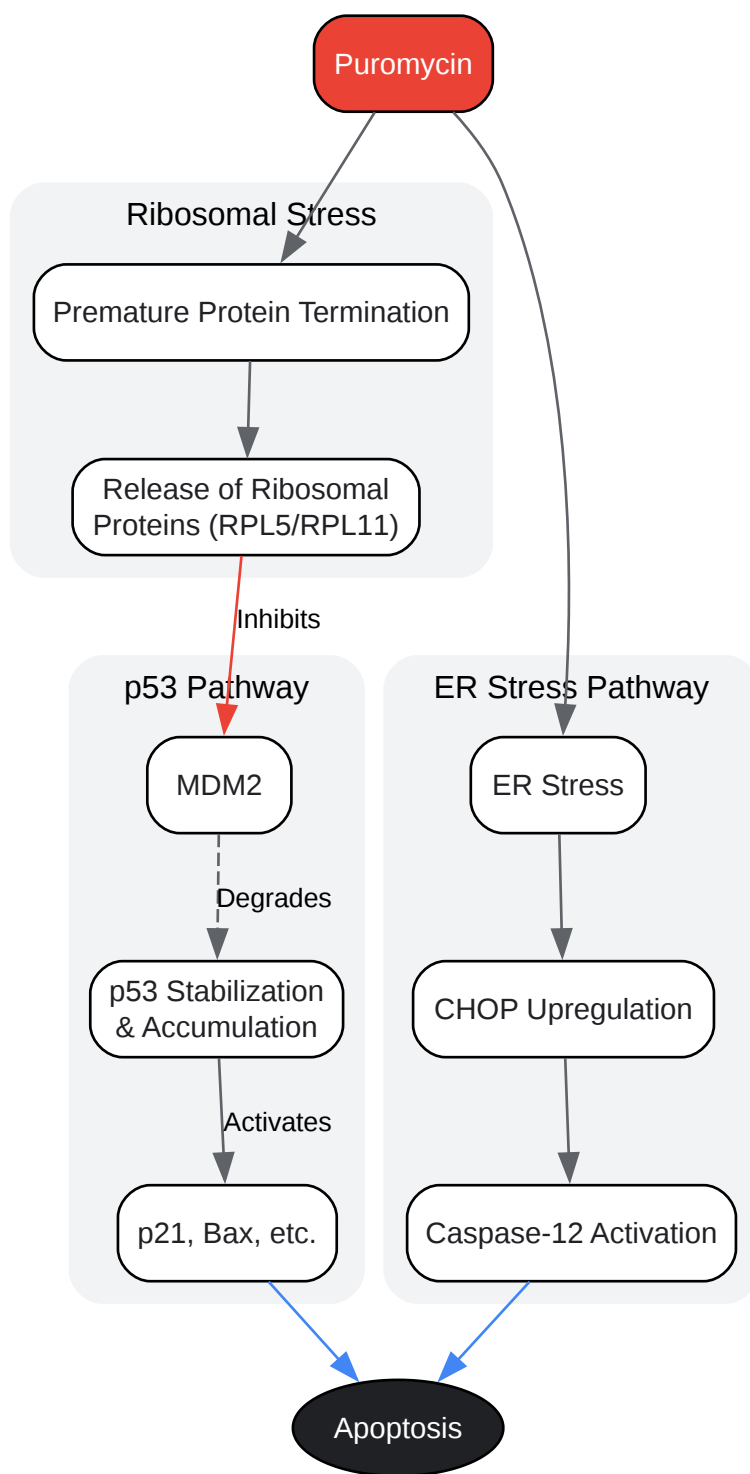 Puromycin
Ribosomal Stress
Premature Protein Termination
Release of Ribosomal
Proteins (RPL5/RPL11)
Inhibits
p53 Pathway
MDM2
Degrades
p53 Stabilization
& Accumulation
Activates
p21, Bax, etc.
ER Stress Pathway
ER Stress
CHOP Upregulation
Caspase-12 Activation
Apoptosis